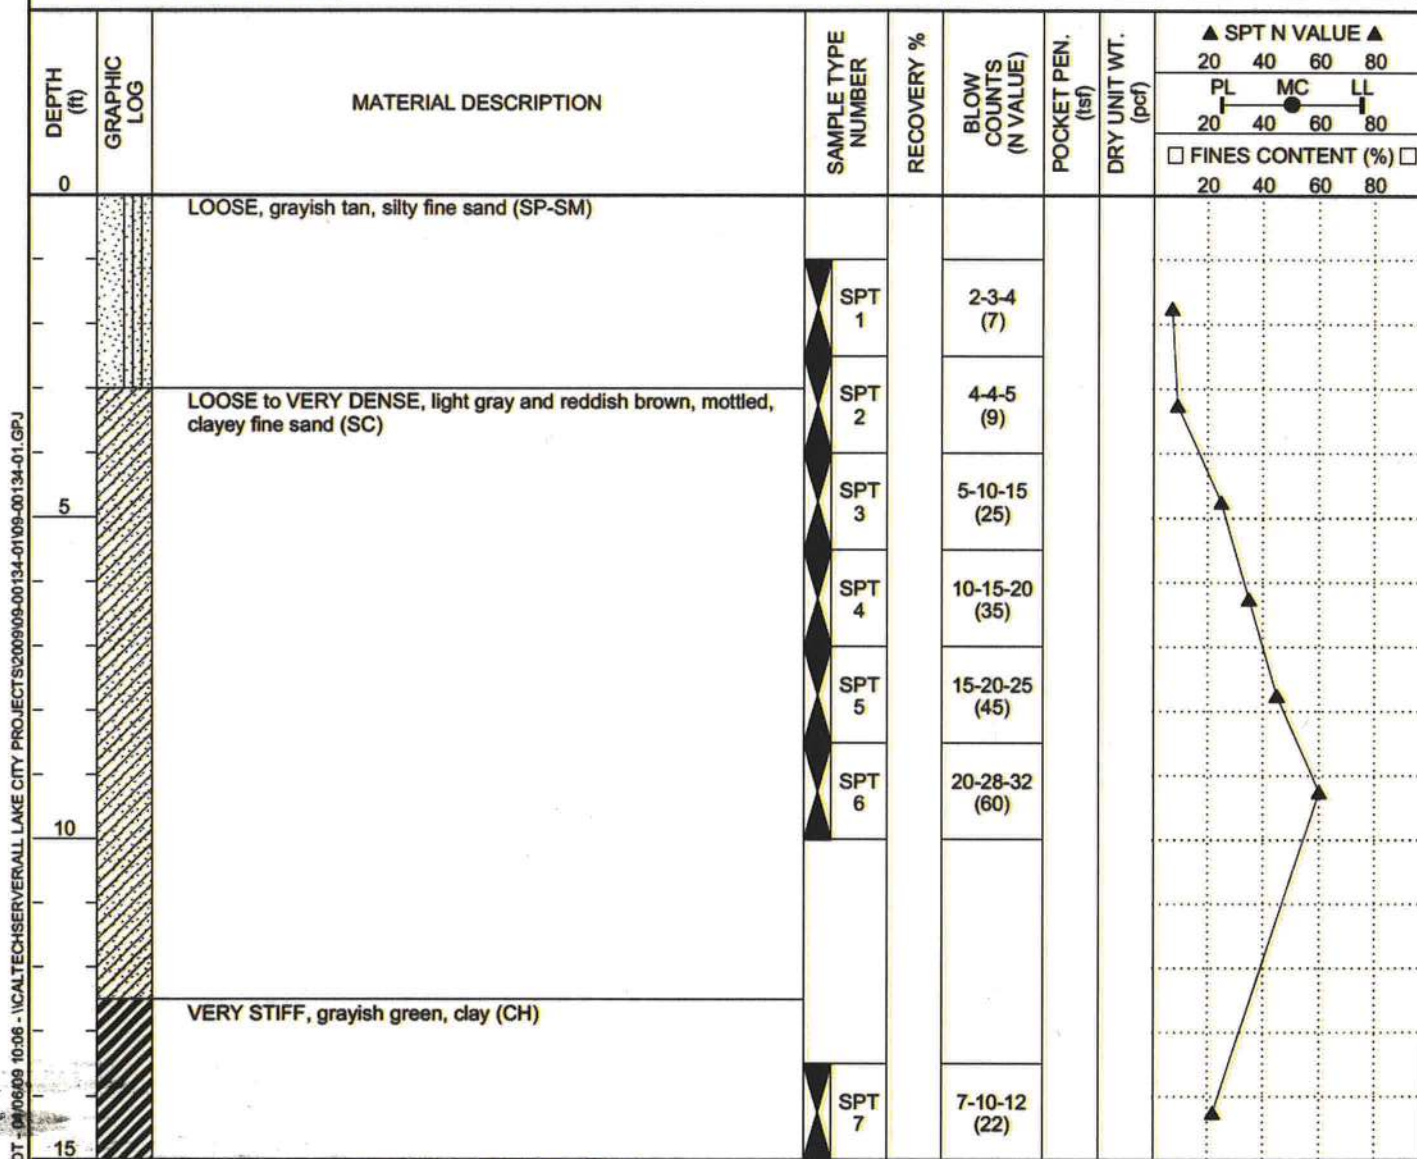 DEPTH
(ft)
GRAPHIC
LOG
MATERIAL DESCRIPTION
SAMPLE TYPE
NUMBER
RECOVERY %
BLOW
COUNTS
(N VALUE)
POCKET PEN.
(tsf)
DRY UNIT WT.
(pcf)
▲ SPT N VALUE ▲
20 40 60 80
PL MC LL
20 40 60 80
□ FINES CONTENT (%) □
20 40 60 80
0
LOOSE, grayish tan, silty fine sand (SP-SM)
SPT
1
2-3-4
(7)
LOOSE to VERY DENSE, light gray and reddish brown, mottled,
clayey fine sand (SC)
SPT
2
4-4-5
(9)
5
SPT
3
5-10-15
(25)
SPT
4
10-15-20
(35)
SPT
5
15-20-25
(45)
SPT
6
20-28-32
(60)
10
VERY STIFF, grayish green, clay (CH)
SPT
7
7-10-12
(22)
15
10:06 - \\CALTECHSERVER\ALL LAKE CITY PROJECTS\2009\09-00134-01\09-00134-01.GPJ